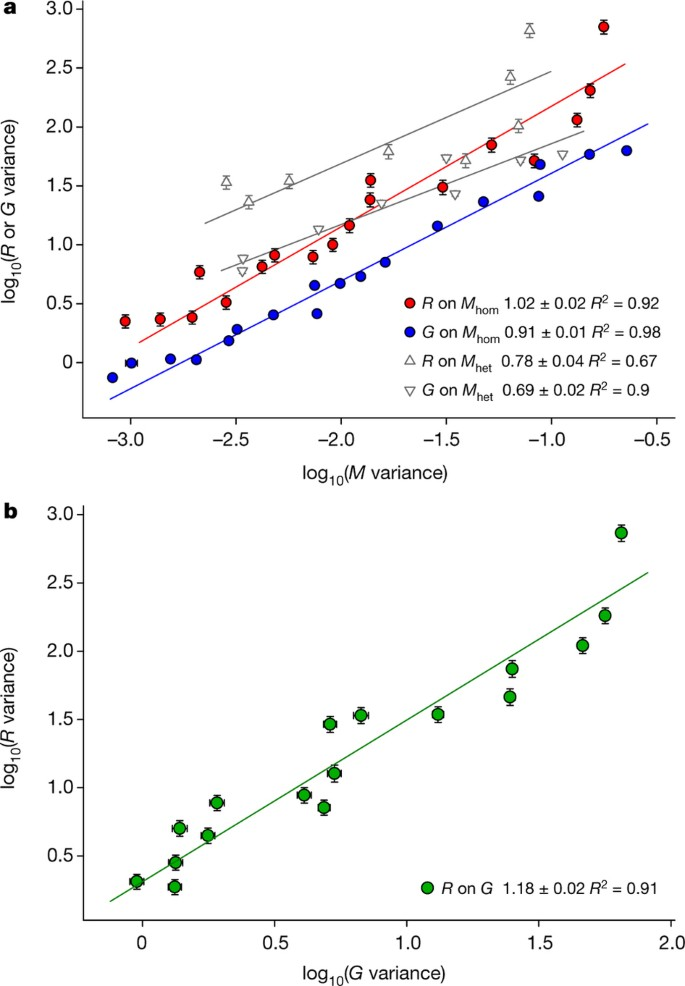 a
3.0
2.5
2.0
1.5
1.0
0.5
0
log10(R or G variance)
R on Mhom 1.02 ± 0.02 R² = 0.92
G on Mhom 0.91 ± 0.01 R² = 0.98
R on Mhet 0.78 ± 0.04 R² = 0.67
G on Mhet 0.69 ± 0.02 R² = 0.9
–3.0 –2.5 –2.0 –1.5 –1.0 –0.5
log10(M variance)
b
3.0
2.5
2.0
1.5
1.0
0.5
log10(R variance)
R on G 1.18 ± 0.02 R² = 0.91
0 0.5 1.0 1.5 2.0
log10(G variance)